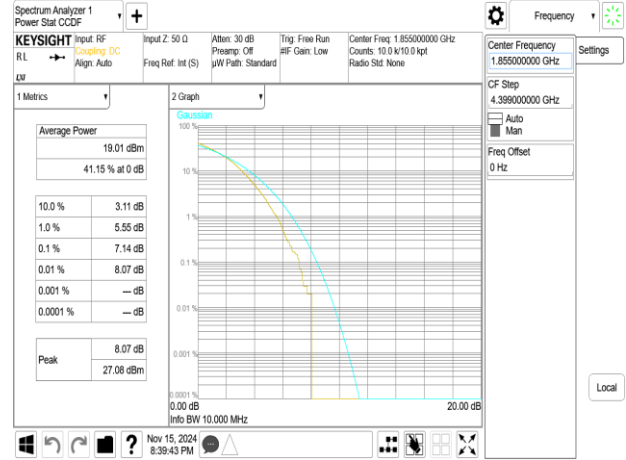 Spectrum Analyzer 1
Power Stat CCDF
▼
+
Frequency ▼
KEYSIGHT
RL
LXI
Input: RF
Coupling: DC
Align: Auto
Input Z: 50 Ω
Freq Ref: Int (S)
Atten: 30 dB
Preamp: Off
µW Path: Standard
Trig: Free Run
#IF Gain: Low
Center Freq: 1.855000000 GHz
Counts: 10.0 k/10.0 kpt
Radio Std: None
Center Frequency
1.855000000 GHz
Settings
CF Step
4.399000000 GHz
Auto
Man
Freq Offset
0 Hz
Local
1 Metrics ▼
Average Power
19.01 dBm
41.15 % at 0 dB
10.0 % 3.11 dB
1.0 % 5.55 dB
0.1 % 7.14 dB
0.01 % 8.07 dB
0.001 % --- dB
0.0001 % --- dB
Peak
8.07 dB
27.08 dBm
2 Graph ▼
Gaussian
100 %
10 %
1 %
0.1 %
0.01 %
0.001 %
0.0001 %
0.00 dB 20.00 dB
Info BW 10.000 MHz
?
Nov 15, 2024
8:39:43 PM